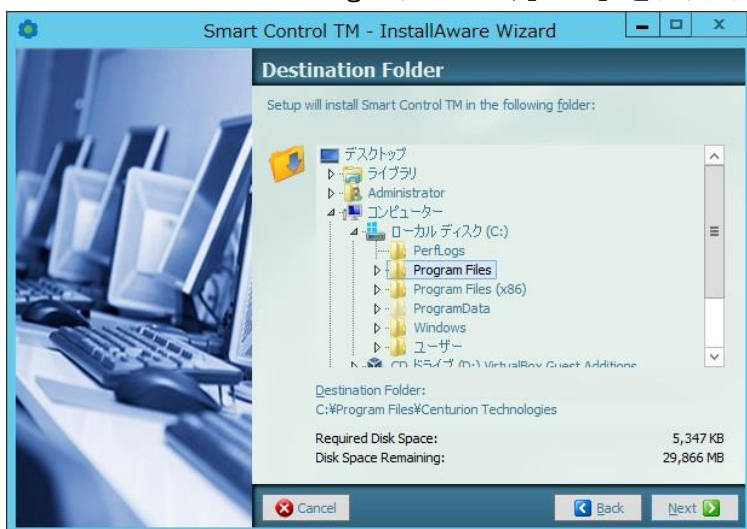 Smart Control TM - InstallAware Wizard
Destination Folder
Setup will install Smart Control TM in the following folder:
デスクトップ
ライブラリ
Administrator
コンピューター
ローカル ディスク (C:)
PerfLogs
Program Files
Program Files (x86)
ProgramData
Windows
ユーザー
CD ドライブ (D:) VirtualBox Guest Additions
Destination Folder:
C:¥Program Files¥Centurion Technologies
Required Disk Space: 5,347 KB
Disk Space Remaining: 29,866 MB
Cancel Back Next